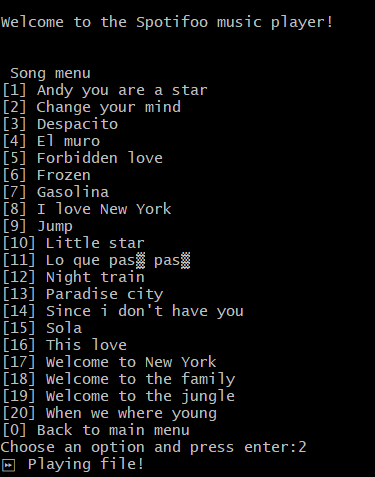 Welcome to the Spotifoo music player!
Song menu
[1] Andy you are a star
[2] Change your mind
[3] Despacito
[4] El muro
[5] Forbidden love
[6] Frozen
[7] Gasolina
[8] I love New York
[9] Jump
[10] Little star
[11] Lo que pas▒ pas▒
[12] Night train
[13] Paradise city
[14] Since i don't have you
[15] Sola
[16] This love
[17] Welcome to New York
[18] Welcome to the family
[19] Welcome to the jungle
[20] When we where young
[0] Back to main menu
Choose an option and press enter:2
⏩ Playing file!